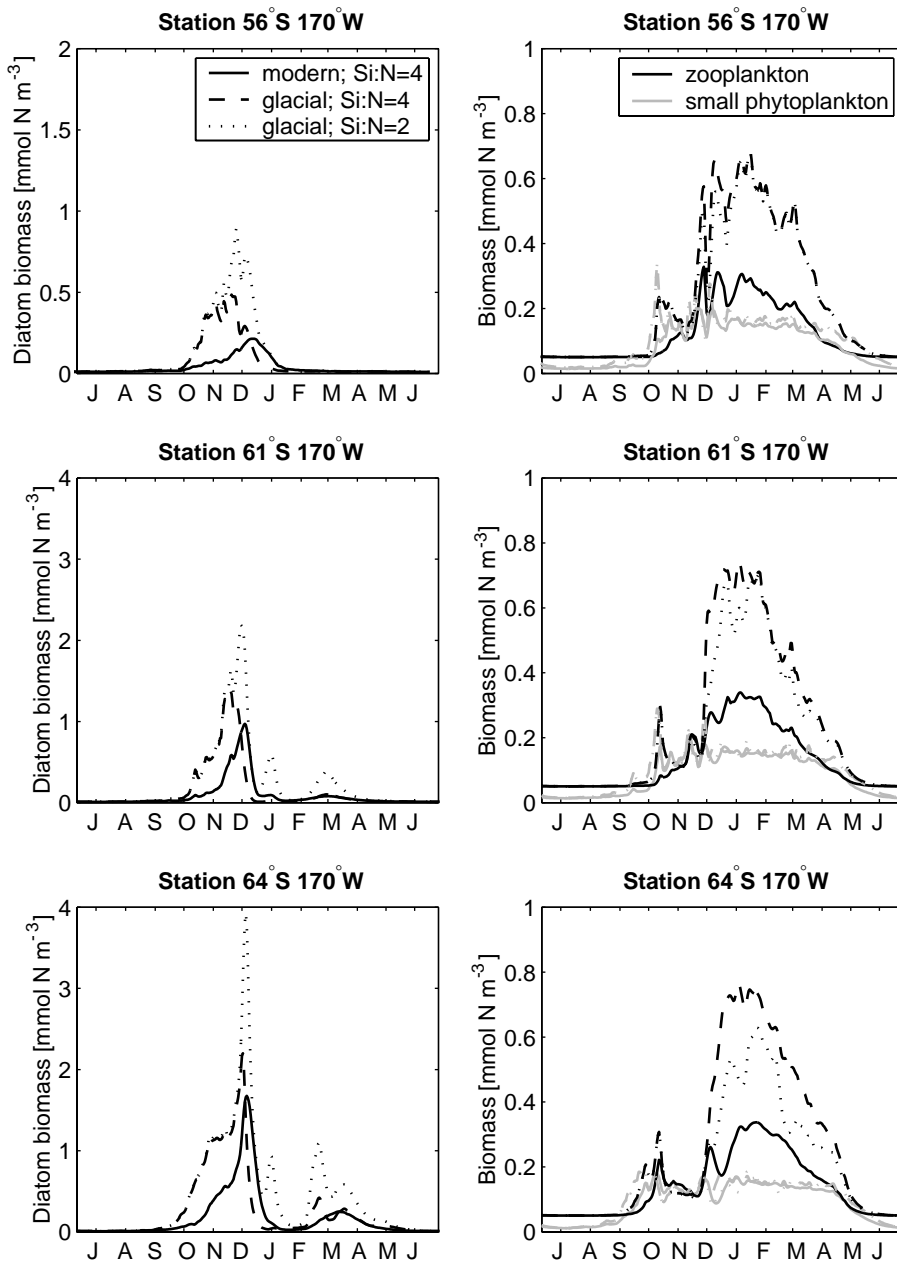 Station 56°S 170°W
Diatom biomass [mmol N m-3]
2
1.5
1
0.5
0
modern; Si:N=4
glacial; Si:N=4
glacial; Si:N=2
J A S O N D J F M A M J
Station 56°S 170°W
Biomass [mmol N m-3]
1
0.8
0.6
0.4
0.2
0
zooplankton
small phytoplankton
J A S O N D J F M A M J
Station 61°S 170°W
Diatom biomass [mmol N m-3]
4
3
2
1
0
J A S O N D J F M A M J
Station 61°S 170°W
Biomass [mmol N m-3]
1
0.8
0.6
0.4
0.2
0
J A S O N D J F M A M J
Station 64°S 170°W
Diatom biomass [mmol N m-3]
4
3
2
1
0
J A S O N D J F M A M J
Station 64°S 170°W
Biomass [mmol N m-3]
1
0.8
0.6
0.4
0.2
0
J A S O N D J F M A M J